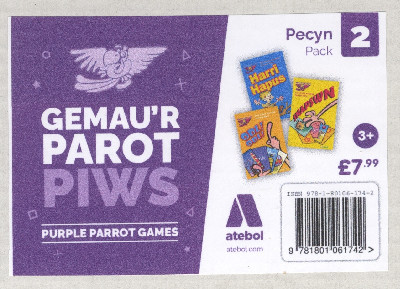 GEMAU'R
PAROT
PIWS
PURPLE PARROT GAMES
Pecyn
Pack
2
Harri
Hapus
3+
£7.99
atebol
atebol.com
ISBN 978-1-80106-174-2
9 781801 061742 >